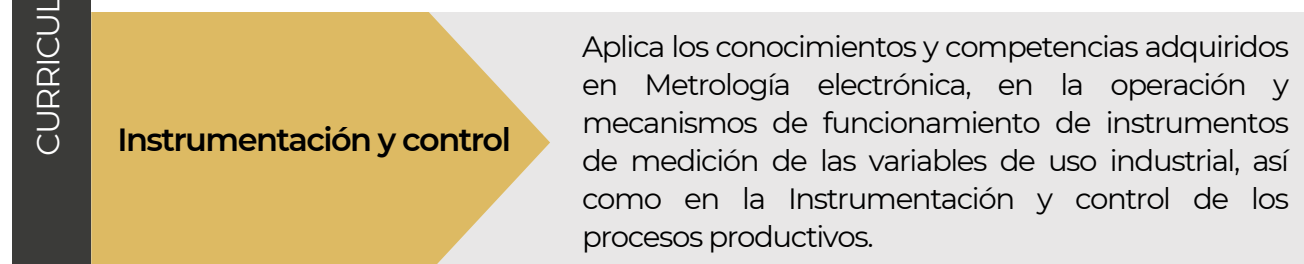 CURRICUL
Instrumentación y control
Aplica los conocimientos y competencias adquiridos
en Metrología electrónica, en la operación y
mecanismos de funcionamiento de instrumentos
de medición de las variables de uso industrial, así
como en la Instrumentación y control de los
procesos productivos.